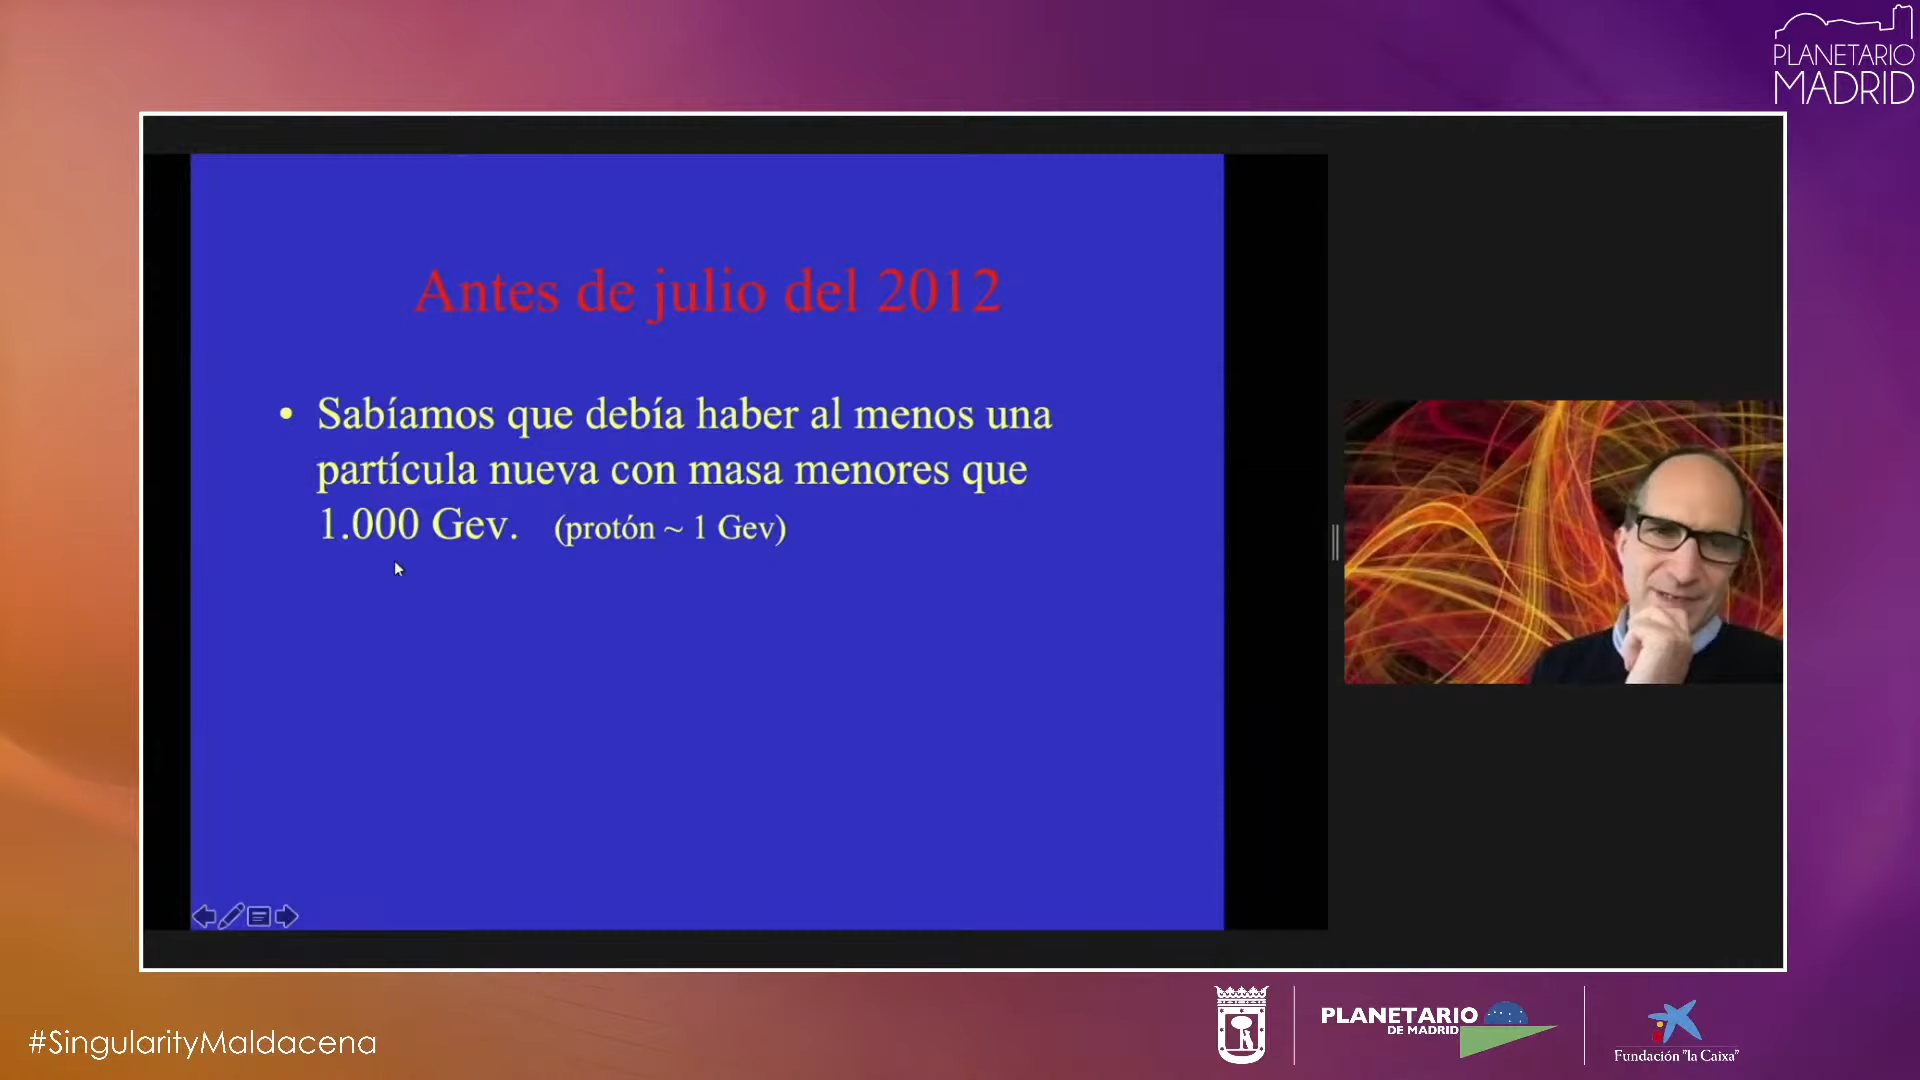 PLANETARIO
MADRID
Antes de julio del 2012
• Sabíamos que debía haber al menos una
partícula nueva con masa menores que
1.000 Gev. (protón ~ 1 Gev)
#SingularityMaldacena
PLANETARIO
DE MADRID
Fundación "la Caixa"